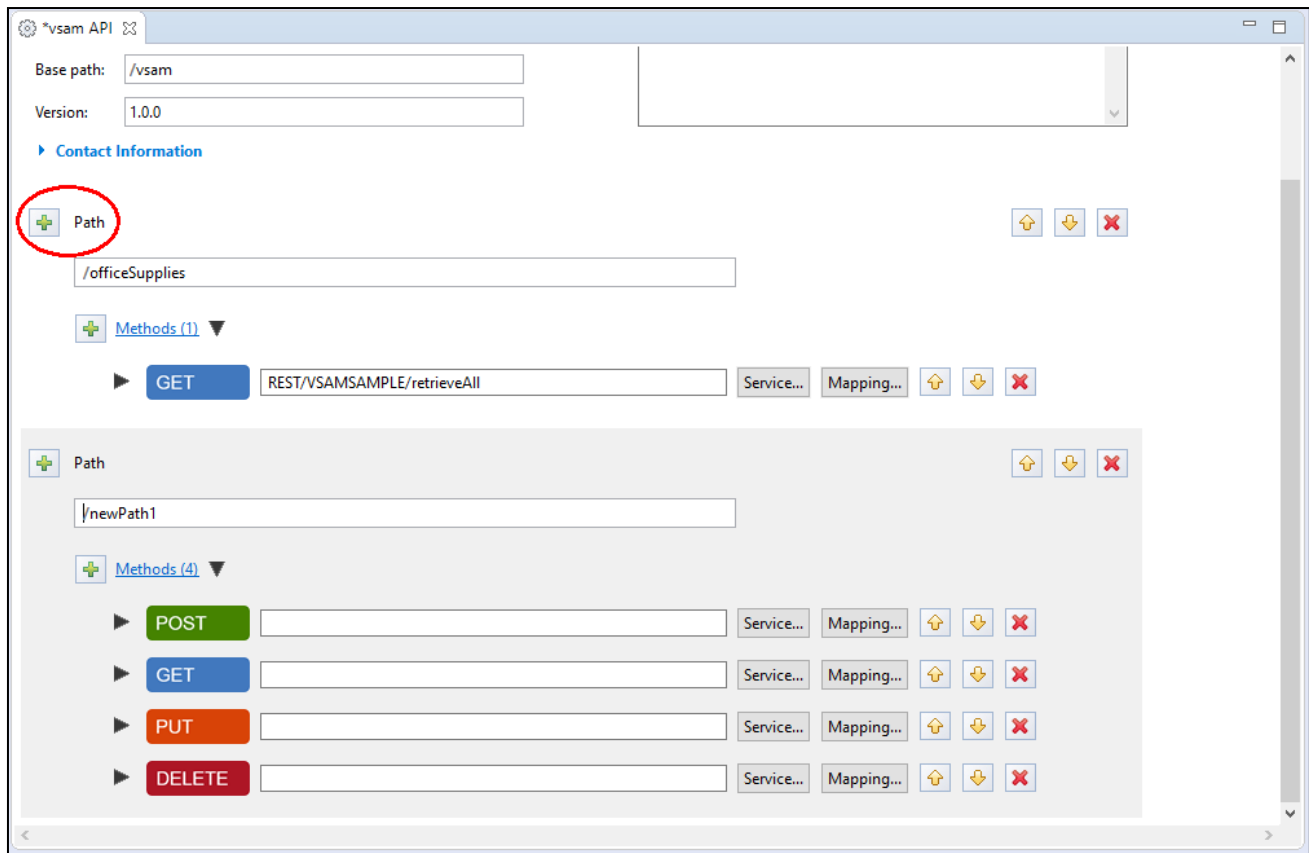 *vsam API
Base path: /vsam
Version: 1.0.0
Contact Information
Path
/officeSupplies
Methods (1)
GET REST/VSAMSAMPLE/retrieveAll Service... Mapping...
Path
/newPath1
Methods (4)
POST Service... Mapping...
GET Service... Mapping...
PUT Service... Mapping...
DELETE Service... Mapping...